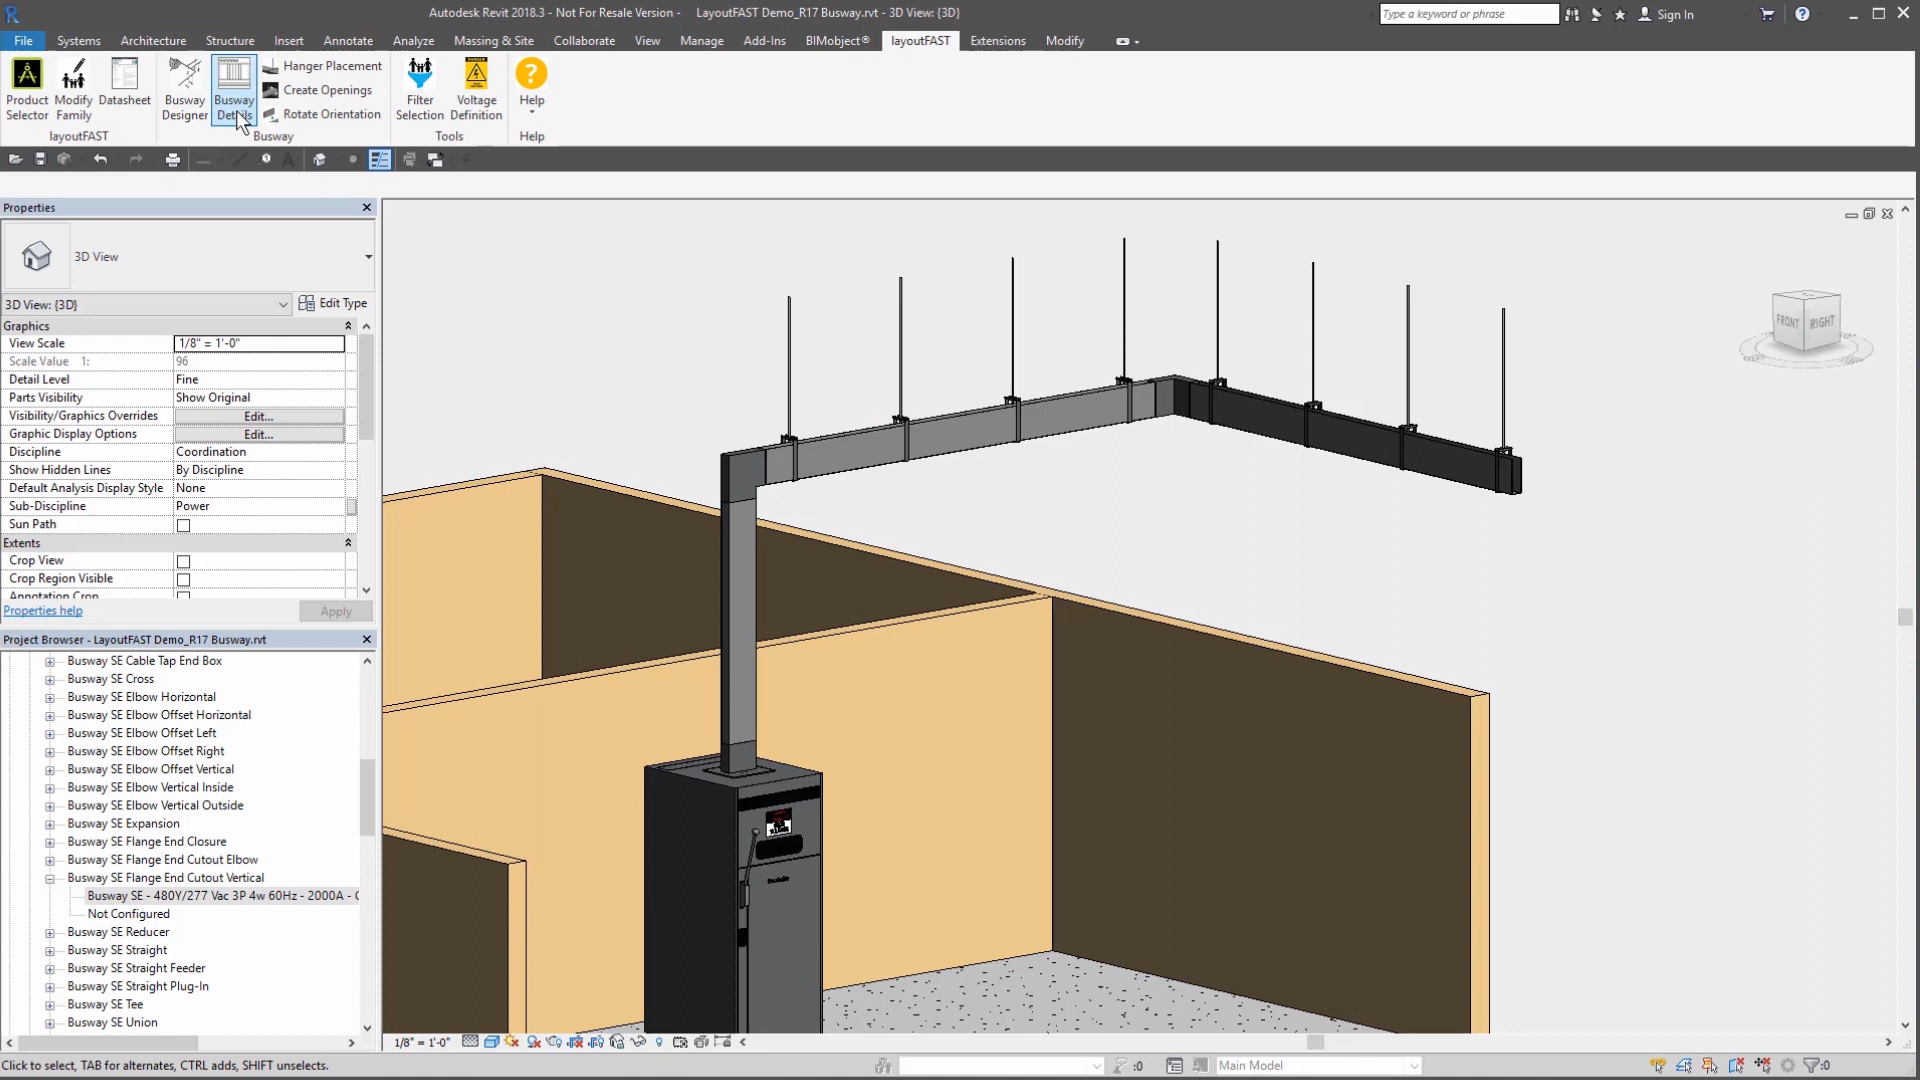 Autodesk Revit 2018.3 - Not For Resale Version - LayoutFAST Demo_R17 Busway.rvt - 3D View: {3D}
Type a keyword or phrase
Sign In
File Systems Architecture Structure Insert Annotate Analyze Massing & Site Collaborate View Manage Add-Ins BIMobject® layoutFAST Extensions Modify
Product Selector
Modify Family
Datasheet
layoutFAST
Busway Designer
Busway Details
Hanger Placement
Create Openings
Rotate Orientation
Busway
Filter Selection
Voltage Definition
Tools
Help
Help
Properties
3D View
3D View: {3D}
Edit Type
Graphics
View Scale 1/8" = 1'-0"
Scale Value 1: 96
Detail Level Fine
Parts Visibility Show Original
Visibility/Graphics Overrides Edit...
Graphic Display Options Edit...
Discipline Coordination
Show Hidden Lines By Discipline
Default Analysis Display Style None
Sub-Discipline Power
Sun Path
Extents
Crop View
Crop Region Visible
Annotation Crop
Properties help
Apply
Project Browser - LayoutFAST Demo_R17 Busway.rvt
Busway SE Cable Tap End Box
Busway SE Cross
Busway SE Elbow Horizontal
Busway SE Elbow Offset Horizontal
Busway SE Elbow Offset Left
Busway SE Elbow Offset Right
Busway SE Elbow Offset Vertical
Busway SE Elbow Vertical Inside
Busway SE Elbow Vertical Outside
Busway SE Expansion
Busway SE Flange End Closure
Busway SE Flange End Cutout Elbow
Busway SE Flange End Cutout Vertical
Busway SE - 480Y/277 Vac 3P 4w 60Hz - 2000A - C
Not Configured
Busway SE Reducer
Busway SE Straight
Busway SE Straight Feeder
Busway SE Straight Plug-In
Busway SE Tee
Busway SE Union
FRONT
RIGHT
1/8" = 1'-0"
Click to select, TAB for alternates, CTRL adds, SHIFT unselects.
:0
Main Model
:0